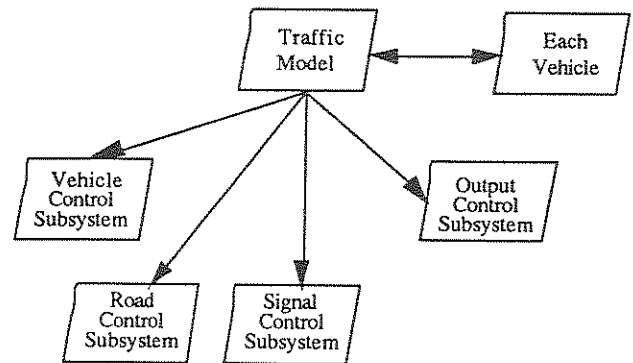 Traffic
Model
Each
Vehicle
Vehicle
Control
Subsystem
Output
Control
Subsystem
Road
Control
Subsystem
Signal
Control
Subsystem